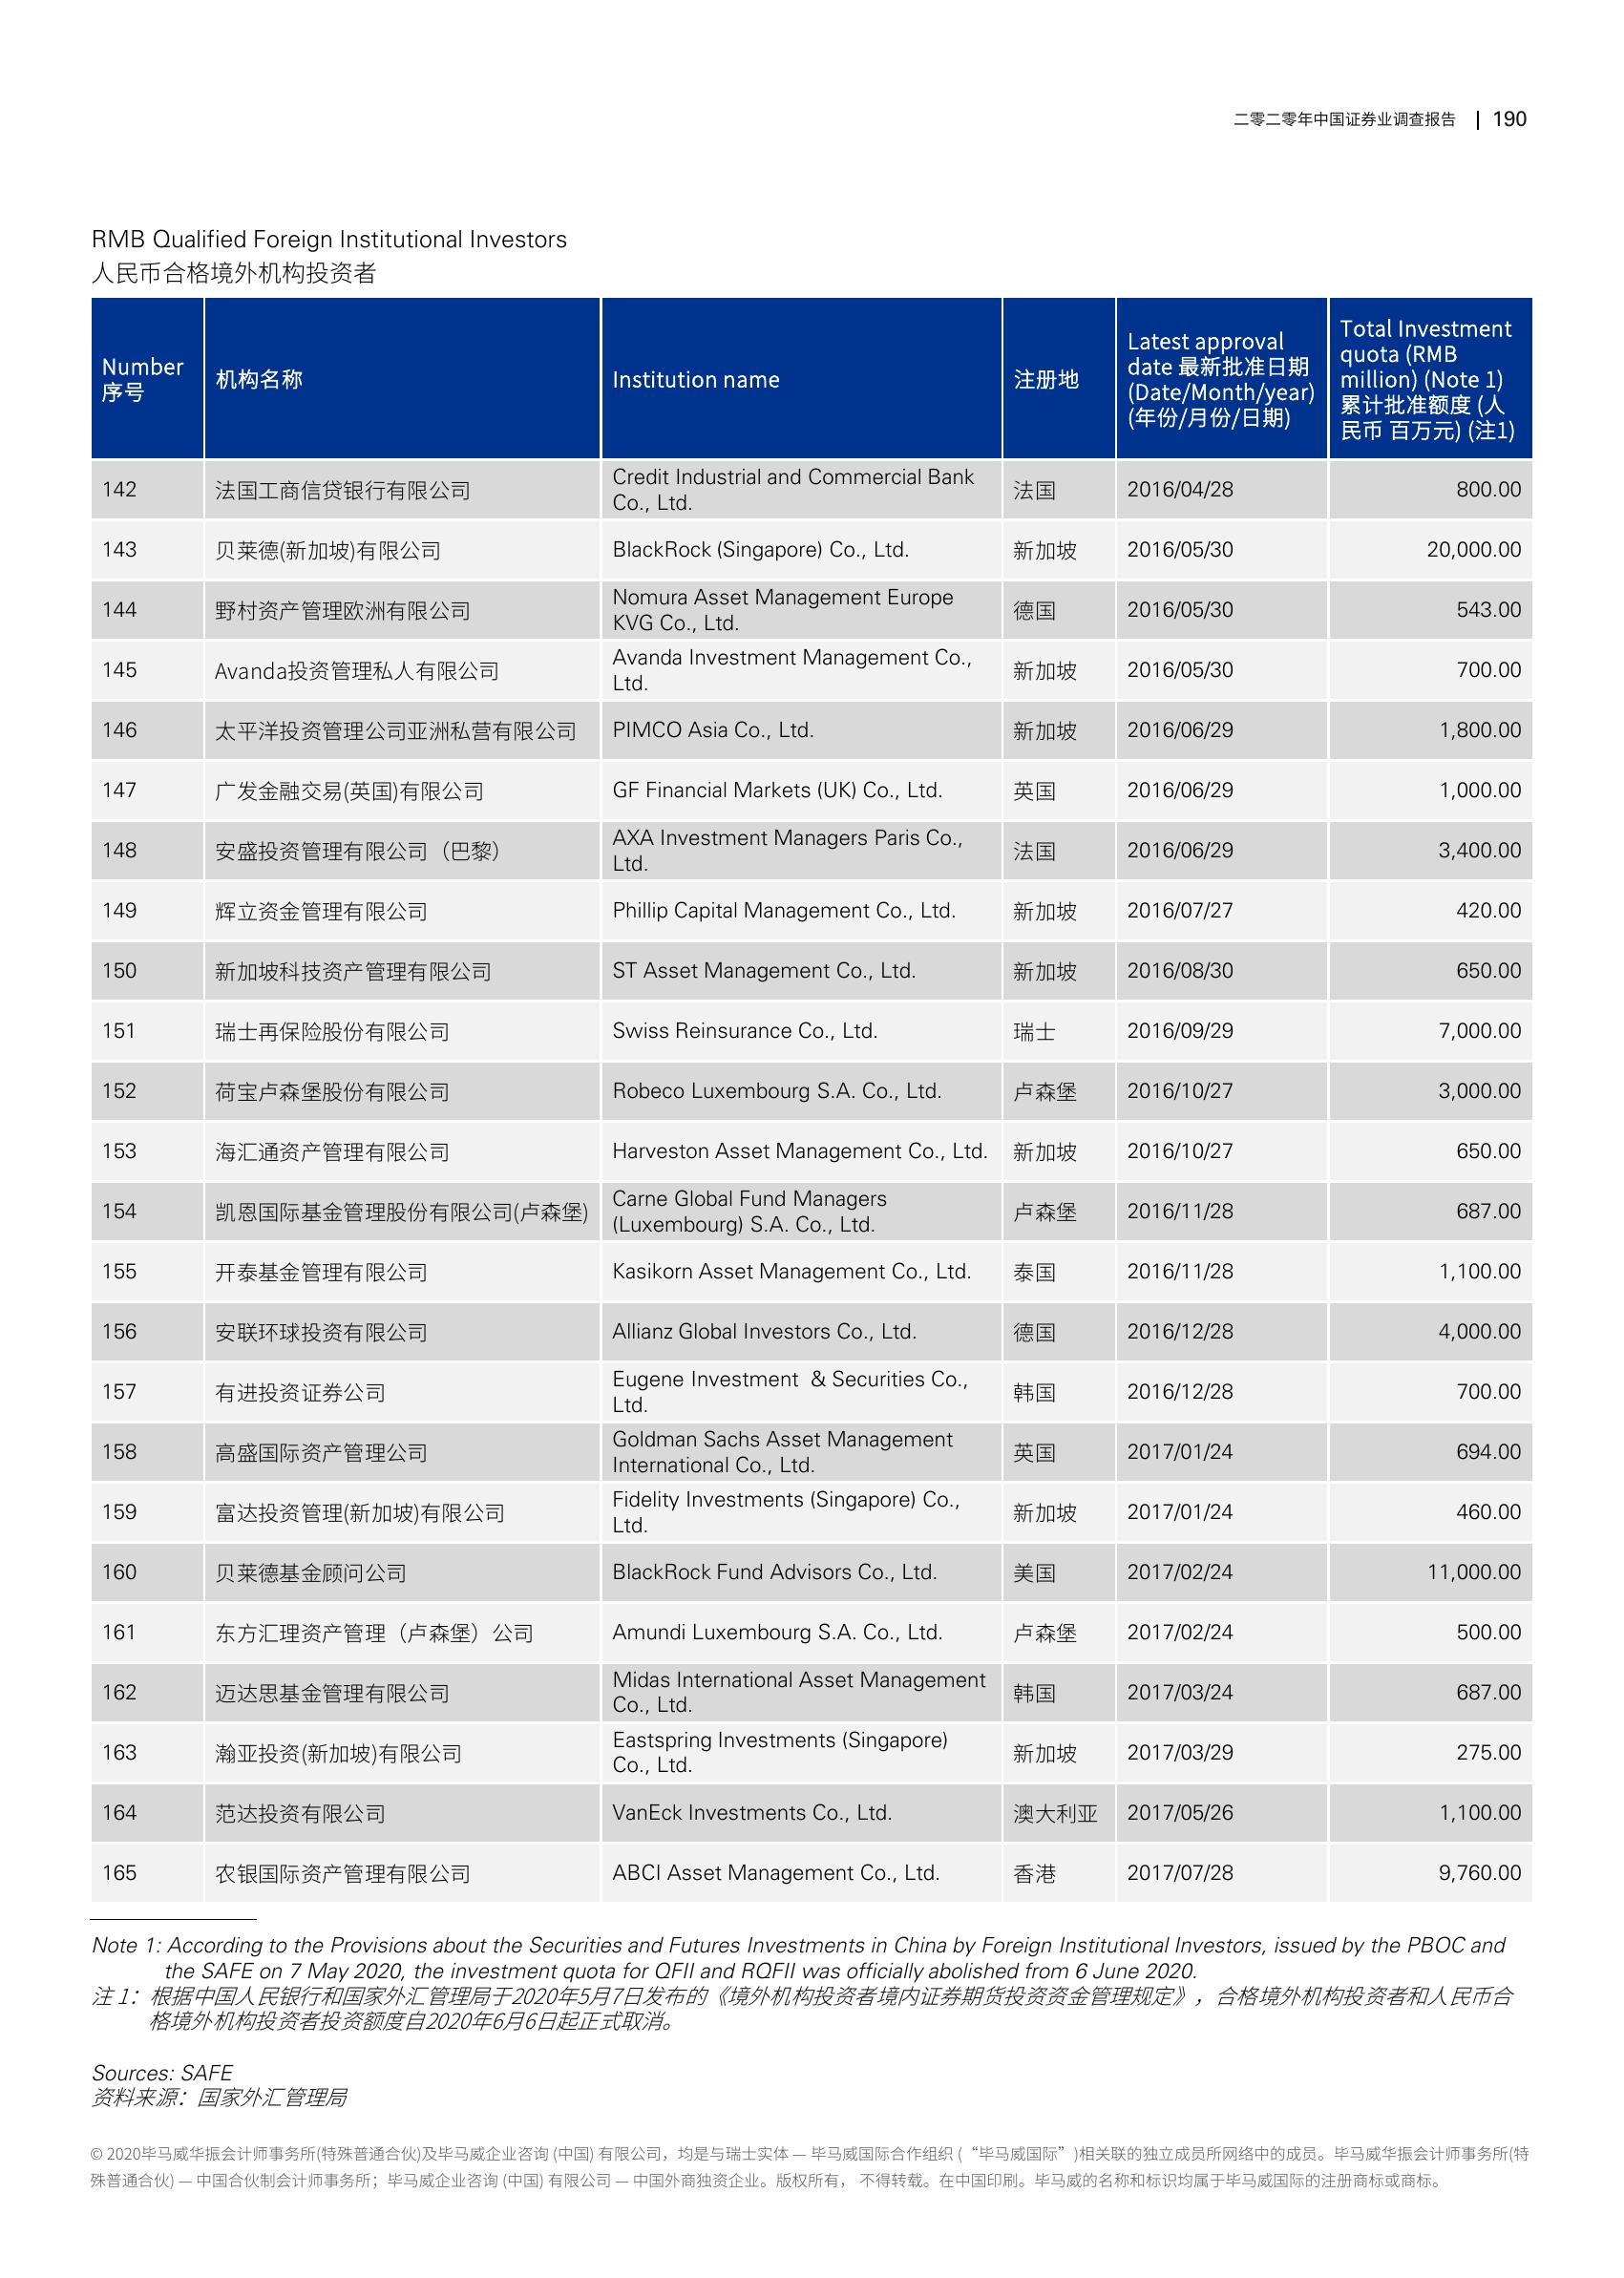 二零二零年中国证券业调查报告 | 190
RMB Qualified Foreign Institutional Investors
人民币合格境外机构投资者
Number
序号
机构名称
Institution name
注册地
Latest approval
date 最新批准日期
(Date/Month/year)
(年份/月份/日期)
Total Investment
quota (RMB
million) (Note 1)
累计批准额度 (人
民币 百万元) (注1)
142 法国工商信贷银行有限公司 Credit Industrial and Commercial Bank
Co., Ltd. 法国 2016/04/28 800.00
143 贝莱德(新加坡)有限公司 BlackRock (Singapore) Co., Ltd. 新加坡 2016/05/30 20,000.00
144 野村资产管理欧洲有限公司 Nomura Asset Management Europe
KVG Co., Ltd. 德国 2016/05/30 543.00
145 Avanda投资管理私人有限公司 Avanda Investment Management Co.,
Ltd. 新加坡 2016/05/30 700.00
146 太平洋投资管理公司亚洲私营有限公司 PIMCO Asia Co., Ltd. 新加坡 2016/06/29 1,800.00
147 广发金融交易(英国)有限公司 GF Financial Markets (UK) Co., Ltd. 英国 2016/06/29 1,000.00
148 安盛投资管理有限公司（巴黎） AXA Investment Managers Paris Co.,
Ltd. 法国 2016/06/29 3,400.00
149 辉立资金管理有限公司 Phillip Capital Management Co., Ltd. 新加坡 2016/07/27 420.00
150 新加坡科技资产管理有限公司 ST Asset Management Co., Ltd. 新加坡 2016/08/30 650.00
151 瑞士再保险股份有限公司 Swiss Reinsurance Co., Ltd. 瑞士 2016/09/29 7,000.00
152 荷宝卢森堡股份有限公司 Robeco Luxembourg S.A. Co., Ltd. 卢森堡 2016/10/27 3,000.00
153 海汇通资产管理有限公司 Harveston Asset Management Co., Ltd. 新加坡 2016/10/27 650.00
154 凯恩国际基金管理股份有限公司(卢森堡) Carne Global Fund Managers
(Luxembourg) S.A. Co., Ltd. 卢森堡 2016/11/28 687.00
155 开泰基金管理有限公司 Kasikorn Asset Management Co., Ltd. 泰国 2016/11/28 1,100.00
156 安联环球投资有限公司 Allianz Global Investors Co., Ltd. 德国 2016/12/28 4,000.00
157 有进投资证券公司 Eugene Investment  & Securities Co.,
Ltd. 韩国 2016/12/28 700.00
158 高盛国际资产管理公司 Goldman Sachs Asset Management
International Co., Ltd. 英国 2017/01/24 694.00
159 富达投资管理(新加坡)有限公司 Fidelity Investments (Singapore) Co.,
Ltd. 新加坡 2017/01/24 460.00
160 贝莱德基金顾问公司 BlackRock Fund Advisors Co., Ltd. 美国 2017/02/24 11,000.00
161 东方汇理资产管理（卢森堡）公司 Amundi Luxembourg S.A. Co., Ltd. 卢森堡 2017/02/24 500.00
162 迈达思基金管理有限公司 Midas International Asset Management
Co., Ltd. 韩国 2017/03/24 687.00
163 瀚亚投资(新加坡)有限公司 Eastspring Investments (Singapore)
Co., Ltd. 新加坡 2017/03/29 275.00
164 范达投资有限公司 VanEck Investments Co., Ltd. 澳大利亚 2017/05/26 1,100.00
165 农银国际资产管理有限公司 ABCI Asset Management Co., Ltd. 香港 2017/07/28 9,760.00
Note 1: According to the Provisions about the Securities and Futures Investments in China by Foreign Institutional Investors, issued by the PBOC and
the SAFE on 7 May 2020, the investment quota for QFII and RQFII was officially abolished from 6 June 2020.
注 1：根据中国人民银行和国家外汇管理局于2020年5月7日发布的《境外机构投资者境内证券期货投资资金管理规定》，合格境外机构投资者和人民币合
格境外机构投资者投资额度自2020年6月6日起正式取消。
Sources: SAFE
资料来源：国家外汇管理局
© 2020毕马威华振会计师事务所(特殊普通合伙)及毕马威企业咨询 (中国) 有限公司，均是与瑞士实体 — 毕马威国际合作组织 (“毕马威国际”)相关联的独立成员所网络中的成员。毕马威华振会计师事务所(特
殊普通合伙) — 中国合伙制会计师事务所；毕马威企业咨询 (中国) 有限公司 — 中国外商独资企业。版权所有， 不得转载。在中国印刷。毕马威的名称和标识均属于毕马威国际的注册商标或商标。